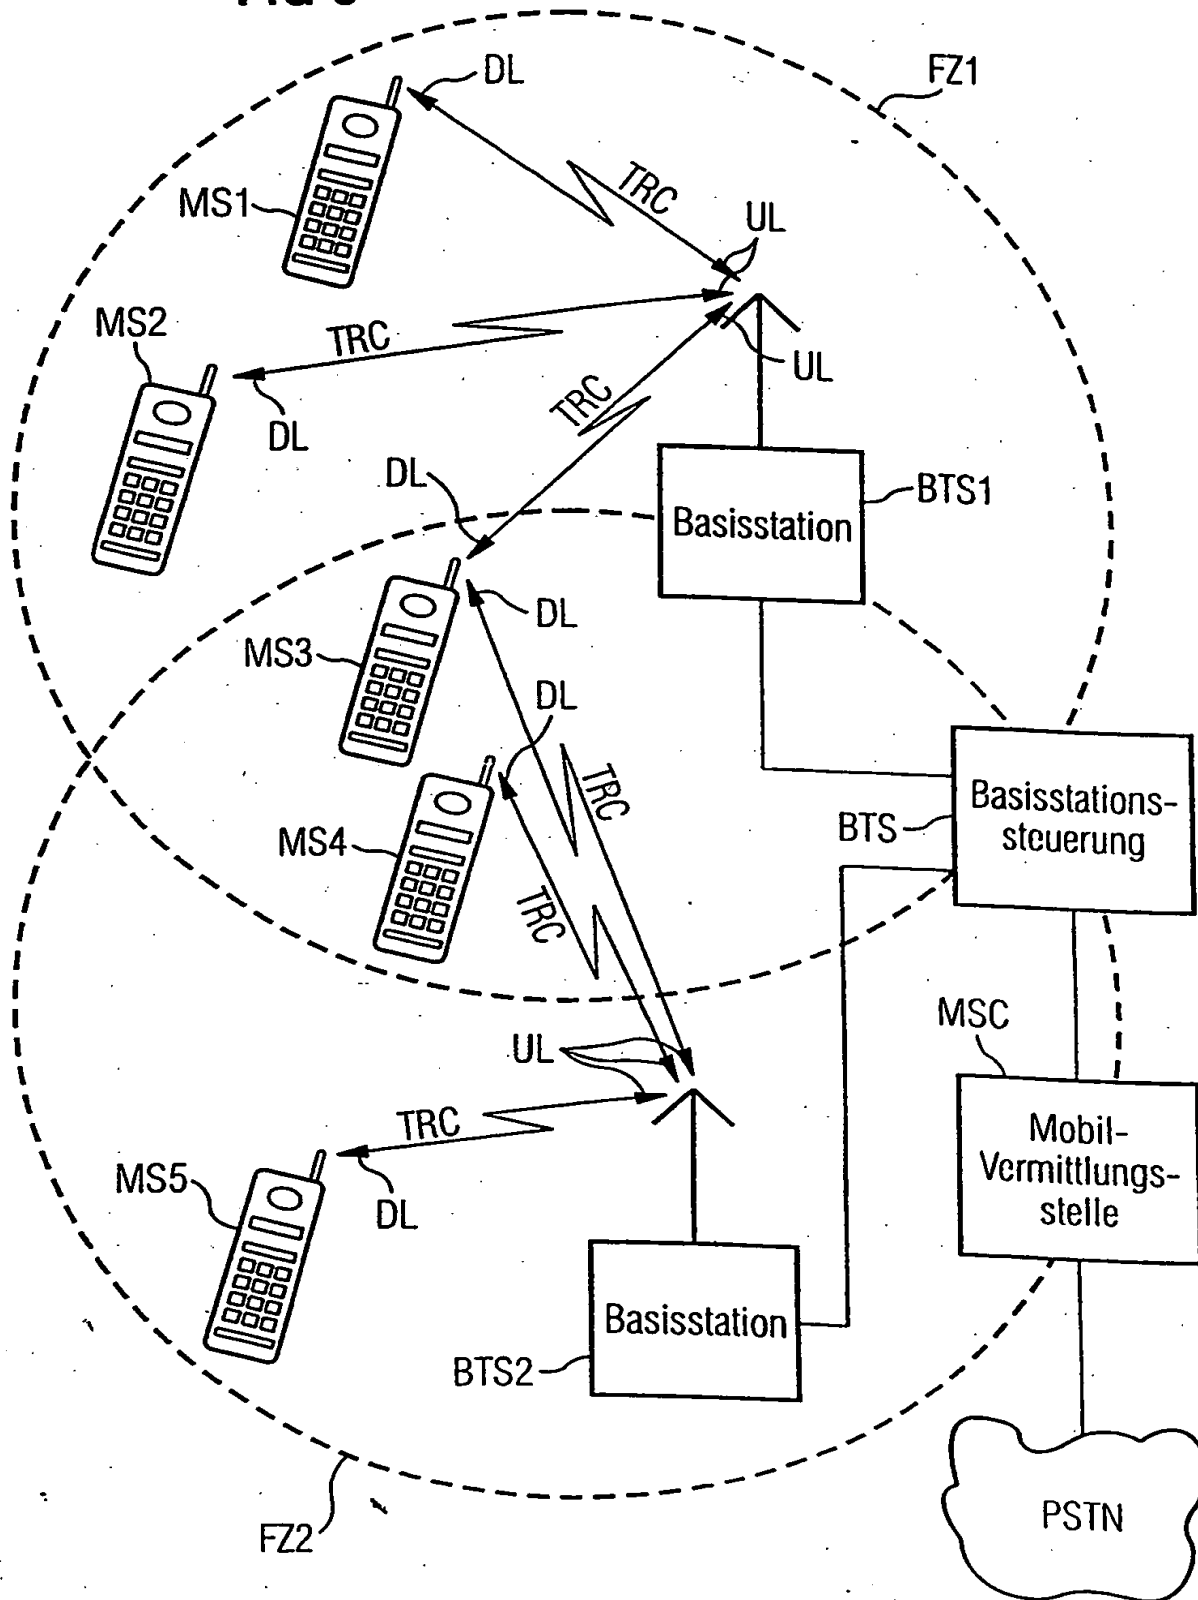 DL
FZ1
TRC
MS1
UL
MS2
TRC
UL
DL
TRC
DL
BTS1
Basisstation
DL
MS3
DL
TRC
Basisstations-
steuerung
BTS
MS4
TRC
MSC
UL
TRC
Mobil-
Vermittlungs-
stelle
MS5
DL
Basisstation
BTS2
PSTN
FZ2